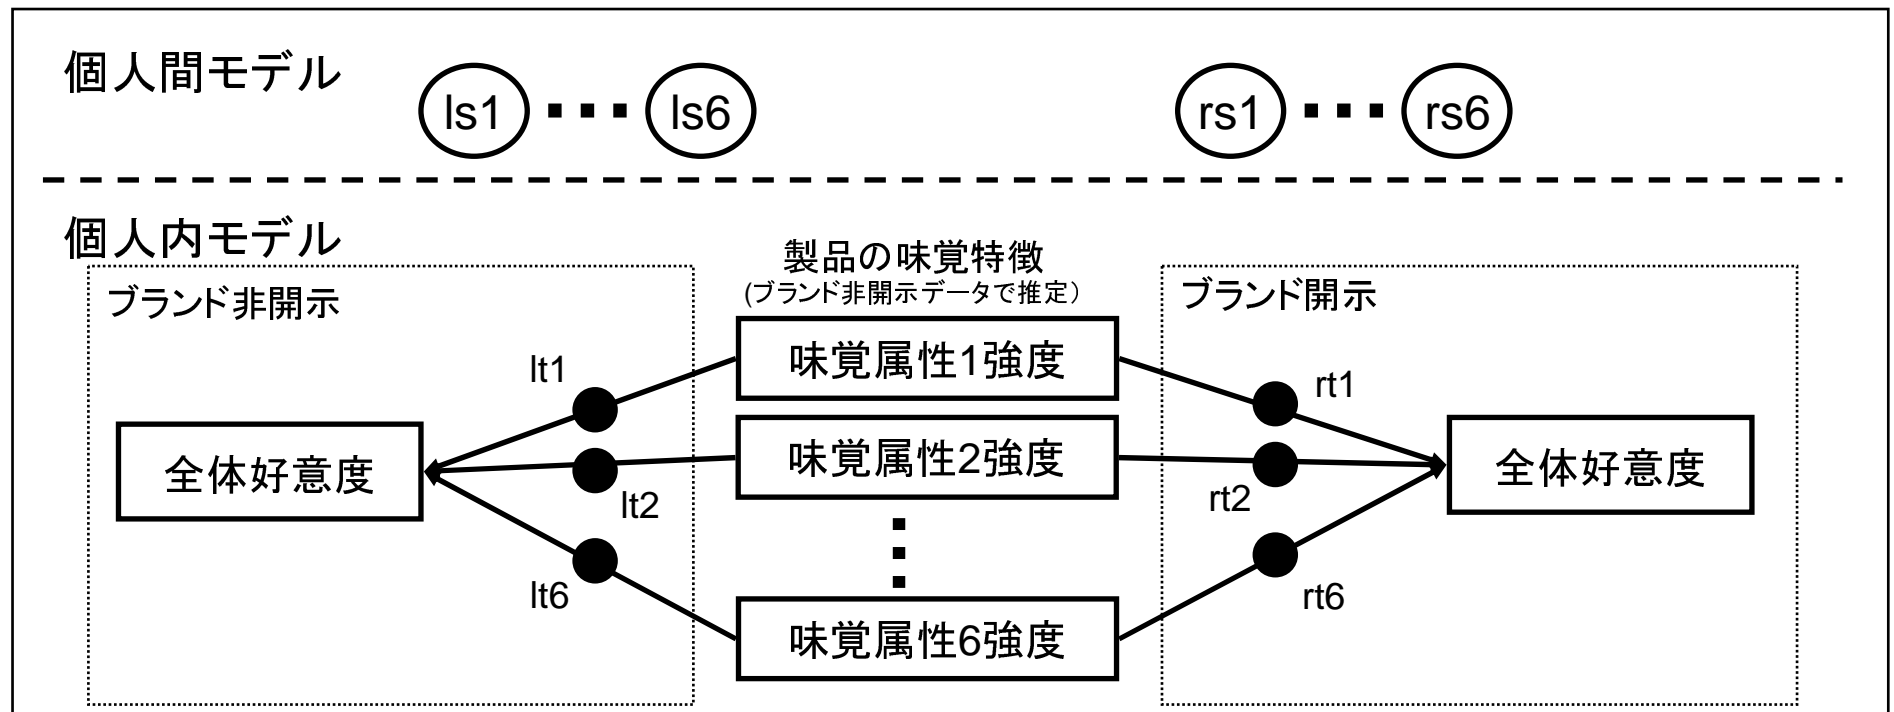 個人間モデル
ls1 ・・・ ls6
rs1 ・・・ rs6
個人内モデル
ブランド非開示
製品の味覚特徴
(ブランド非開示データで推定）
ブランド開示
味覚属性1強度
lt1
rt1
味覚属性2強度
全体好意度
全体好意度
lt2
rt2
lt6
rt6
味覚属性6強度